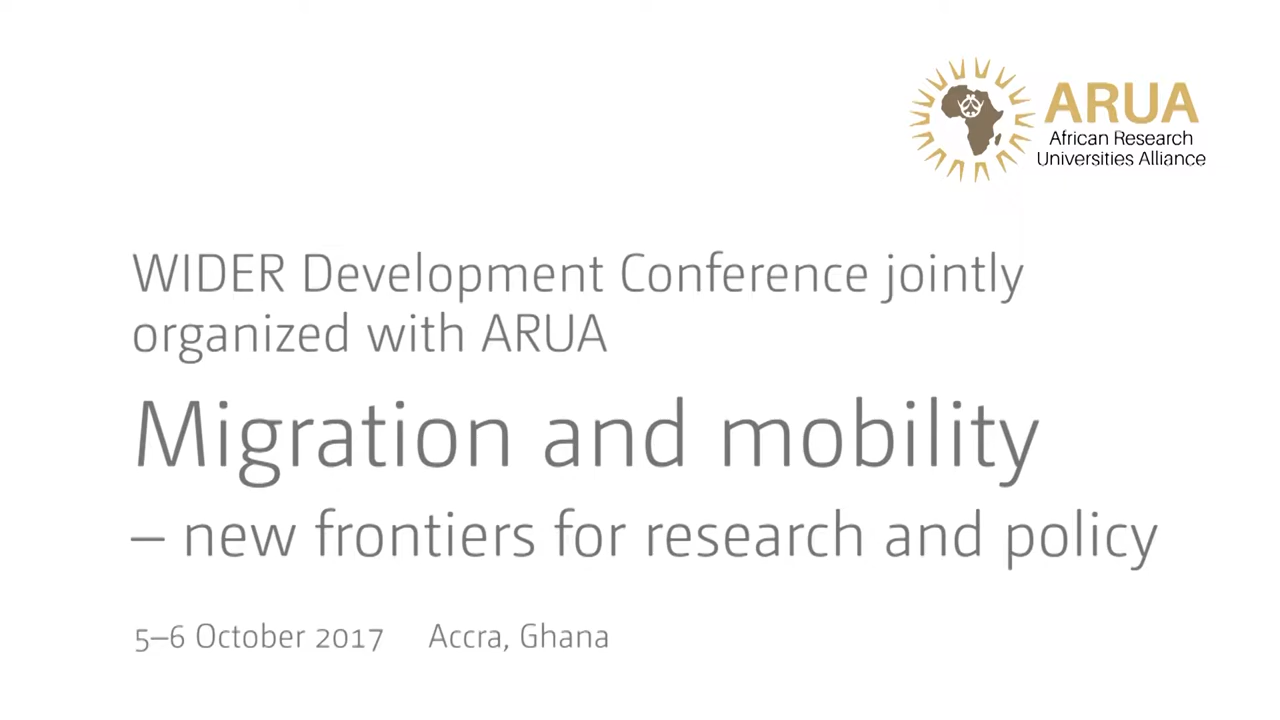 ARUA
African Research
Universities Alliance
WIDER Development Conference jointly
organized with ARUA
Migration and mobility
– new frontiers for research and policy
5–6 October 2017 Accra, Ghana